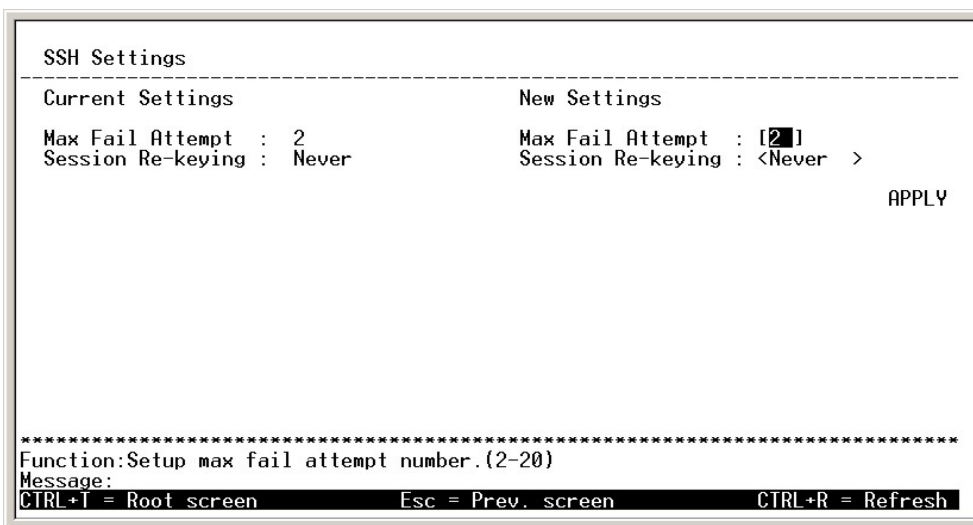 SSH Settings
--------------------------------------------------------------------------------
Current Settings New Settings
Max Fail Attempt : 2 Max Fail Attempt : [2 ]
Session Re-keying : Never Session Re-keying : <Never >
APPLY
********************************************************************************
Function:Setup max fail attempt number.(2-20)
Message:
CTRL+T = Root screen Esc = Prev. screen CTRL+R = Refresh